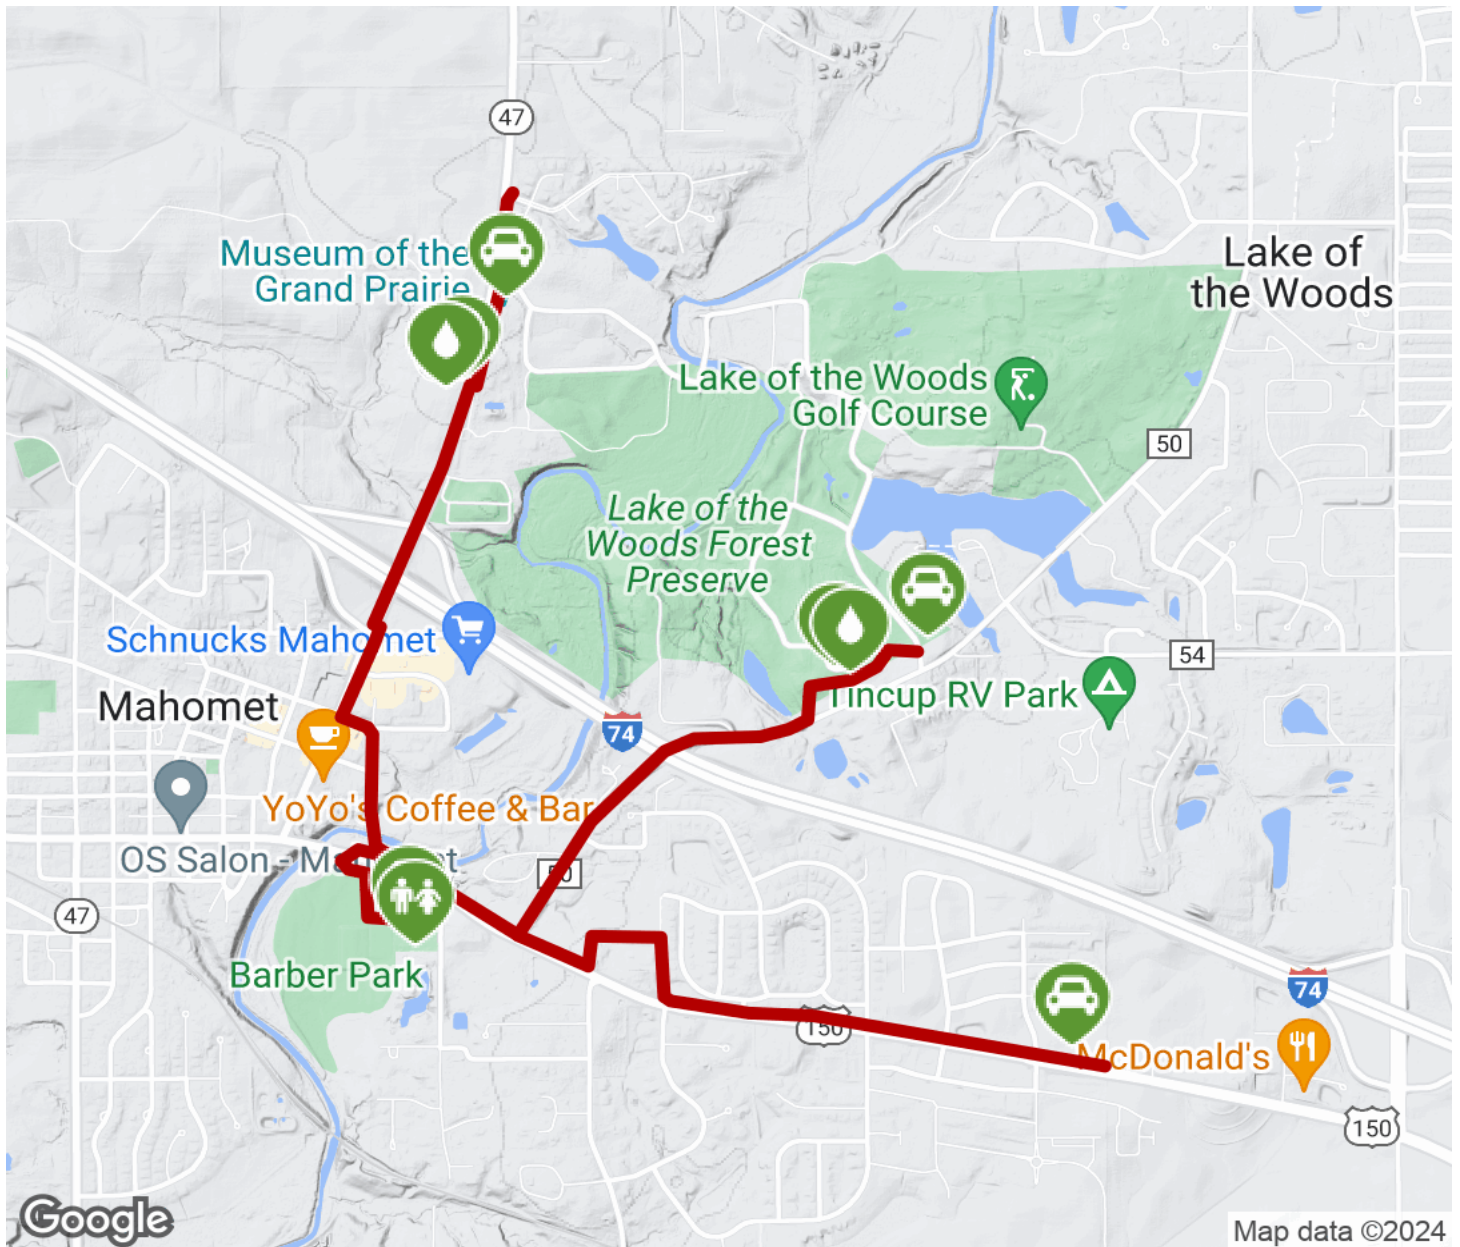 47
Museum of the
Grand Prairie
Lake of
the Woods
Lake of the Woods
Golf Course
50
Lake of the
Woods Forest
Preserve
Schnucks Mahomet
54
Tincup RV Park
Mahomet
74
YoYo's Coffee & Bar
OS Salon - Mahomet
50
47
Barber Park
74
150
McDonald's
150
Google
Map data ©2024